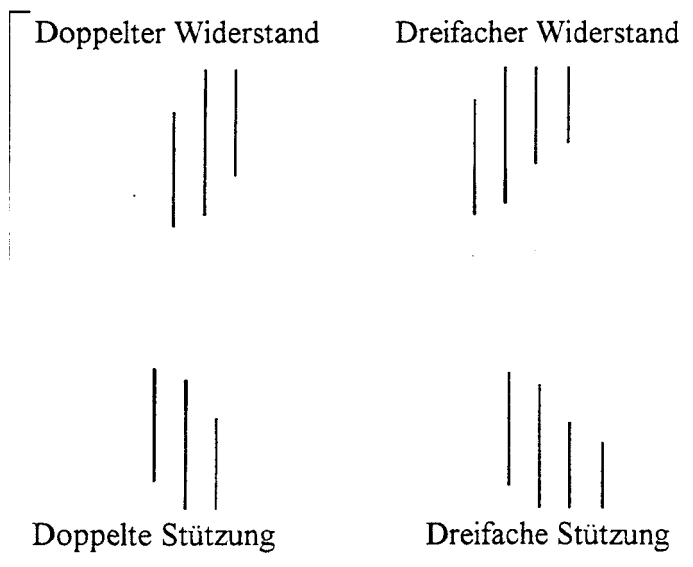 Doppelter Widerstand
Dreifacher Widerstand
Doppelte Stützung
Dreifache Stützung